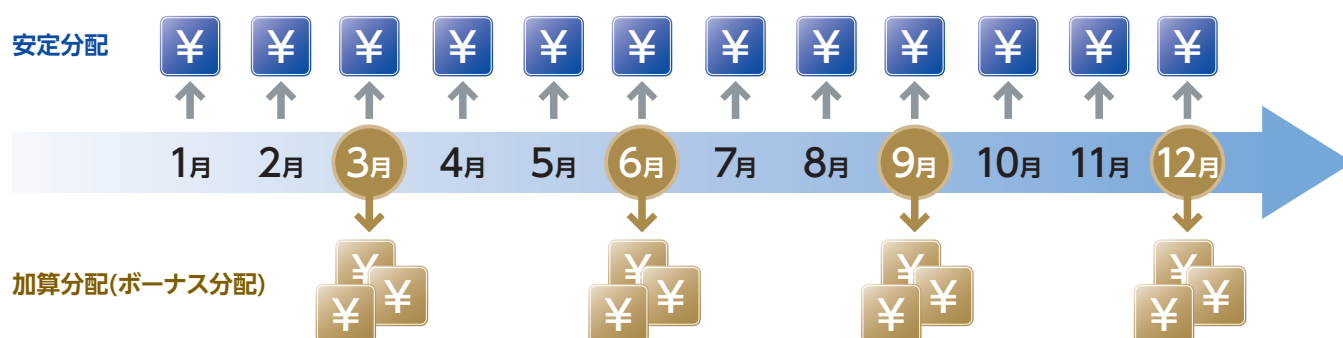 安定分配
¥ ¥ ¥ ¥ ¥ ¥ ¥ ¥ ¥ ¥ ¥ ¥
1月 2月 3月 4月 5月 6月 7月 8月 9月 10月 11月 12月
加算分配(ボーナス分配)
¥ ¥ ¥ ¥ ¥ ¥ ¥ ¥ ¥ ¥ ¥ ¥